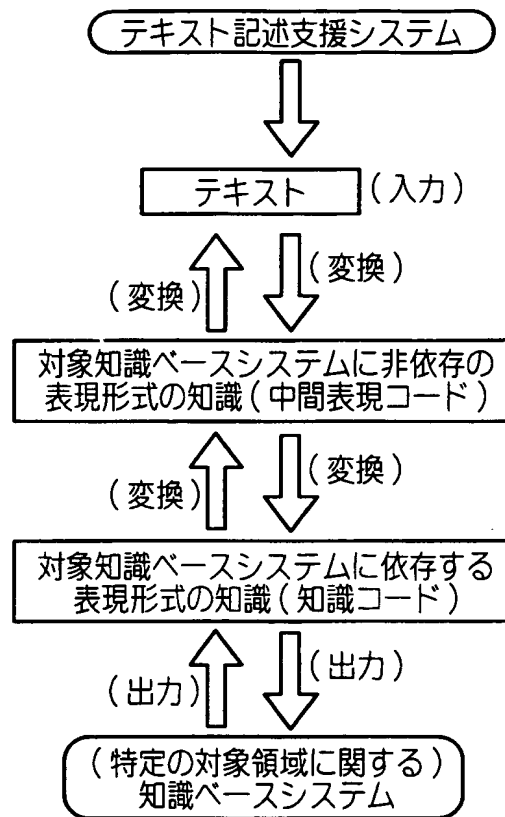 テキスト記述支援システム
テキスト (入力)
(変換) (変換)
対象知識ベースシステムに非依存の
表現形式の知識(中間表現コード)
(変換) (変換)
対象知識ベースシステムに依存する
表現形式の知識(知識コード)
(出力) (出力)
(特定の対象領域に関する)
知識ベースシステム